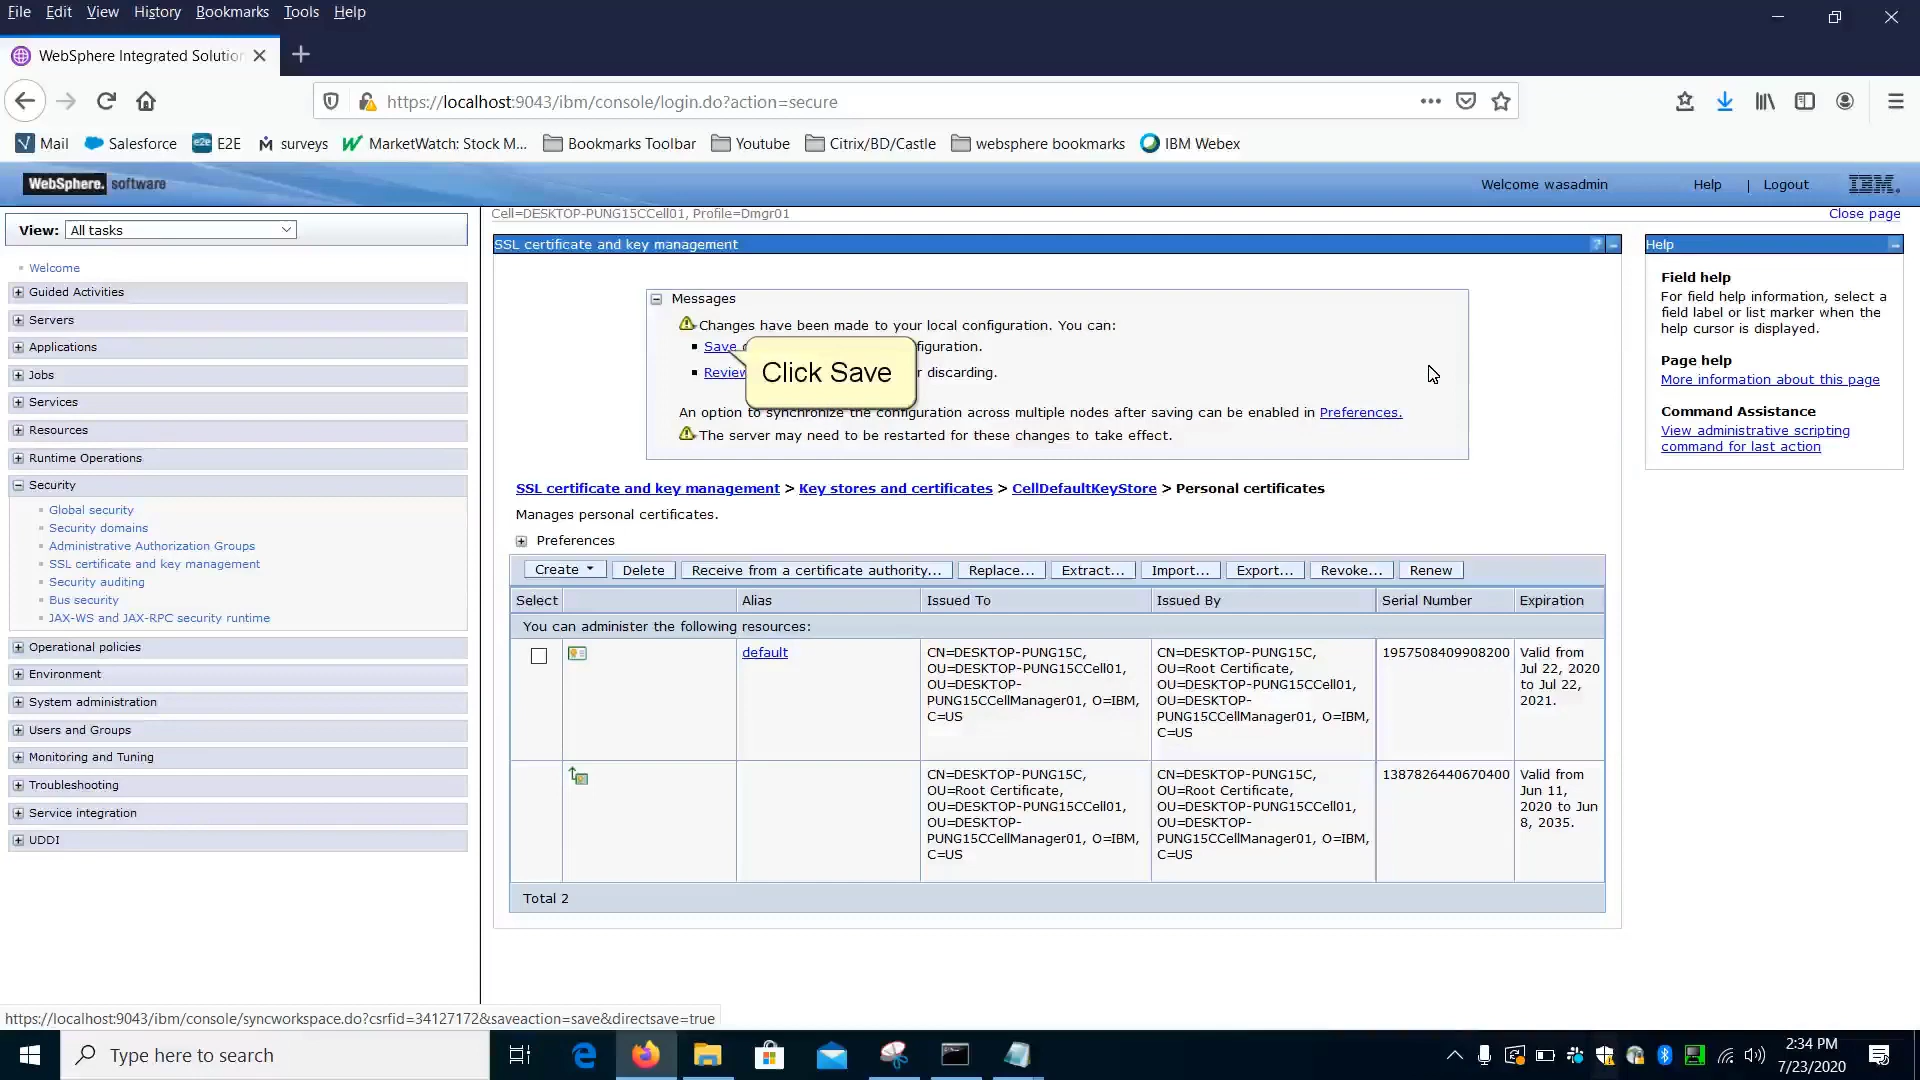 File Edit View History Bookmarks Tools Help
WebSphere Integrated Solution
https://localhost:9043/ibm/console/login.do?action=secure
Mail Salesforce E2E surveys MarketWatch: Stock M... Bookmarks Toolbar Youtube Citrix/BD/Castle websphere bookmarks IBM Webex
WebSphere. software Welcome wasadmin Help | Logout IBM.
Cell=DESKTOP-PUNG15CCell01, Profile=Dmgr01 Close page
View: All tasks
Welcome
Guided Activities
Servers
Applications
Jobs
Services
Resources
Runtime Operations
Security
Global security
Security domains
Administrative Authorization Groups
SSL certificate and key management
Security auditing
Bus security
JAX-WS and JAX-RPC security runtime
Operational policies
Environment
System administration
Users and Groups
Monitoring and Tuning
Troubleshooting
Service integration
UDDI
SSL certificate and key management ? -
Messages
Changes have been made to your local configuration. You can:
Save
Review r discarding.
Click Save
An option to synchronize the configuration across multiple nodes after saving can be enabled in Preferences.
The server may need to be restarted for these changes to take effect.
SSL certificate and key management > Key stores and certificates > CellDefaultKeyStore > Personal certificates
Manages personal certificates.
Preferences
Create Delete Receive from a certificate authority... Replace... Extract... Import... Export... Revoke... Renew
Select Alias Issued To Issued By Serial Number Expiration
You can administer the following resources:
default
CN=DESKTOP-PUNG15C,
OU=DESKTOP-PUNG15CCell01,
OU=DESKTOP-
PUNG15CCellManager01, O=IBM,
C=US
CN=DESKTOP-PUNG15C,
OU=Root Certificate,
OU=DESKTOP-PUNG15CCell01,
OU=DESKTOP-
PUNG15CCellManager01, O=IBM,
C=US
1957508409908200
Valid from
Jul 22, 2020
to Jul 22,
2021.
CN=DESKTOP-PUNG15C,
OU=Root Certificate,
OU=DESKTOP-PUNG15CCell01,
OU=DESKTOP-
PUNG15CCellManager01, O=IBM,
C=US
CN=DESKTOP-PUNG15C,
OU=Root Certificate,
OU=DESKTOP-PUNG15CCell01,
OU=DESKTOP-
PUNG15CCellManager01, O=IBM,
C=US
1387826440670400
Valid from
Jun 11,
2020 to Jun
8, 2035.
Total 2
Help
Field help
For field help information, select a
field label or list marker when the
help cursor is displayed.
Page help
More information about this page
Command Assistance
View administrative scripting
command for last action
https://localhost:9043/ibm/console/syncworkspace.do?csrfid=34127172&saveaction=save&directsave=true
Type here to search
2:34 PM
7/23/2020